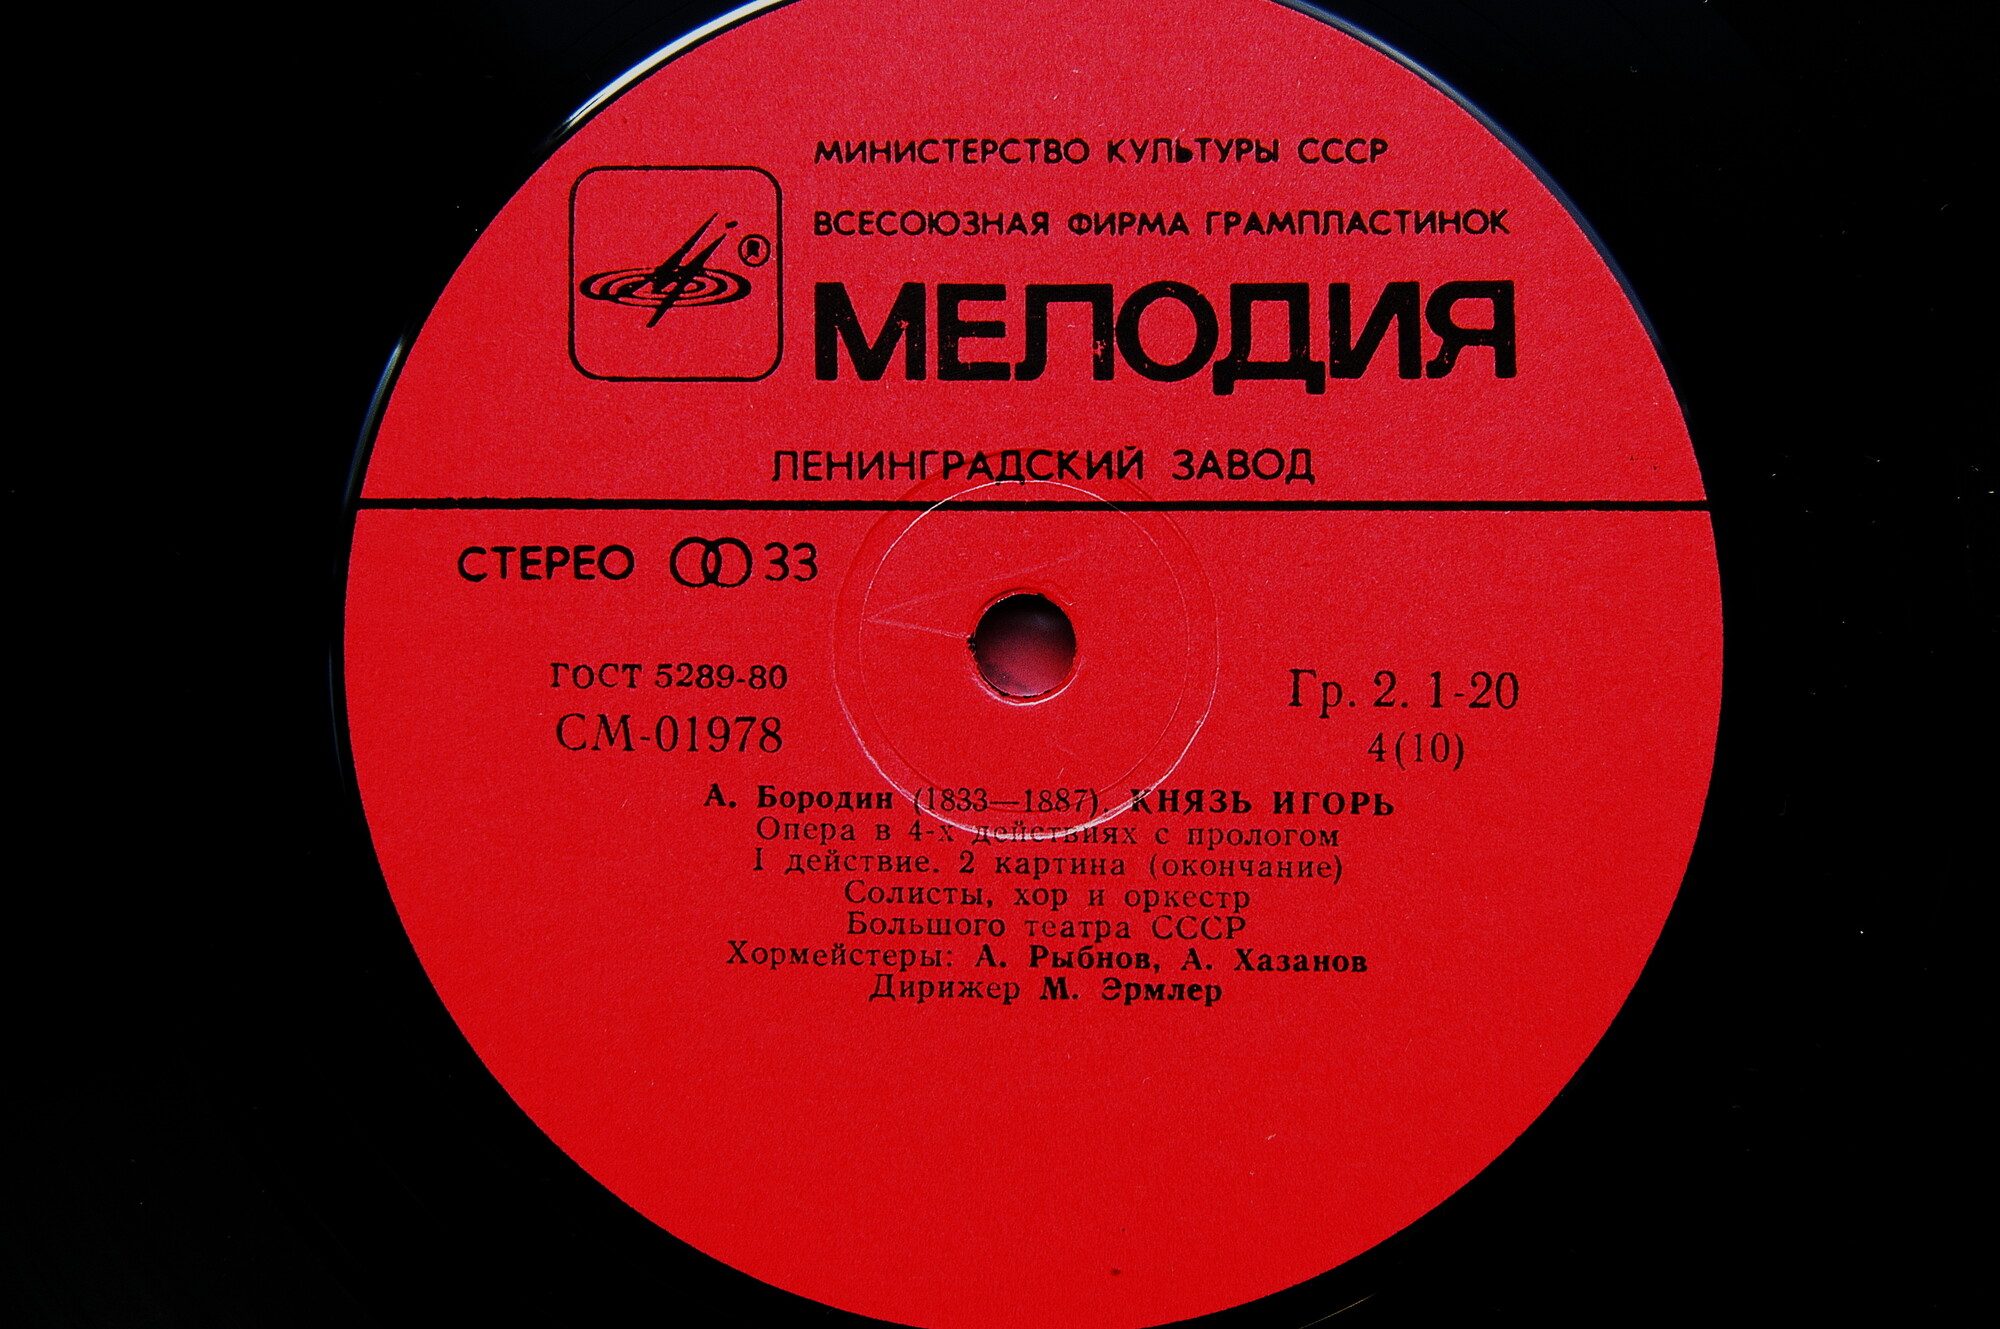 МИНИСТЕРСТВО КУЛЬТУРЫ СССР
ВСЕСОЮЗНАЯ ФИРМА ГРАМПЛАСТИНОК
МЕЛОДИЯ
ЛЕНИНГРАДСКИЙ ЗАВОД
СТЕРЕО 33
ГОСТ 5289-80
СМ-01978
Гр. 2. 1-20
4(10)
А. Бородин (1833—1887). КНЯЗЬ ИГОРЬ
Опера в 4-х действиях с прологом
I действие. 2 картина (окончание)
Солисты, хор и оркестр
Большого театра СССР
Хормейстеры: А. Рыбнов, А. Хазанов
Дирижер М. Эрмлер